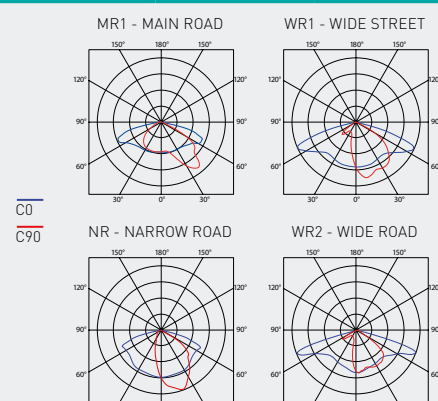 MR1 - MAIN ROAD
WR1 - WIDE STREET
150° 180° 150°
150° 180° 150°
120° 120°
120° 120°
90° 90°
90° 90
60° 60°
60° 60°
30° 0° 30°
30° 0° 30°
C0
C90
NR - NARROW ROAD
WR2 - WIDE ROAD
150° 180° 150°
150° 180° 150°
120° 120°
120° 120°
90° 90°
90° 90
60° 60°
60° 60°